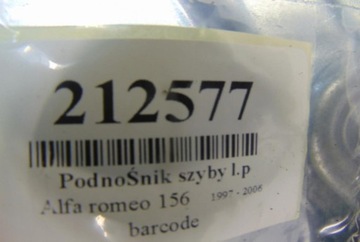 212577
PodnoŚnik szyby l.p
Alfa romeo 156 1997 - 2006
barcode